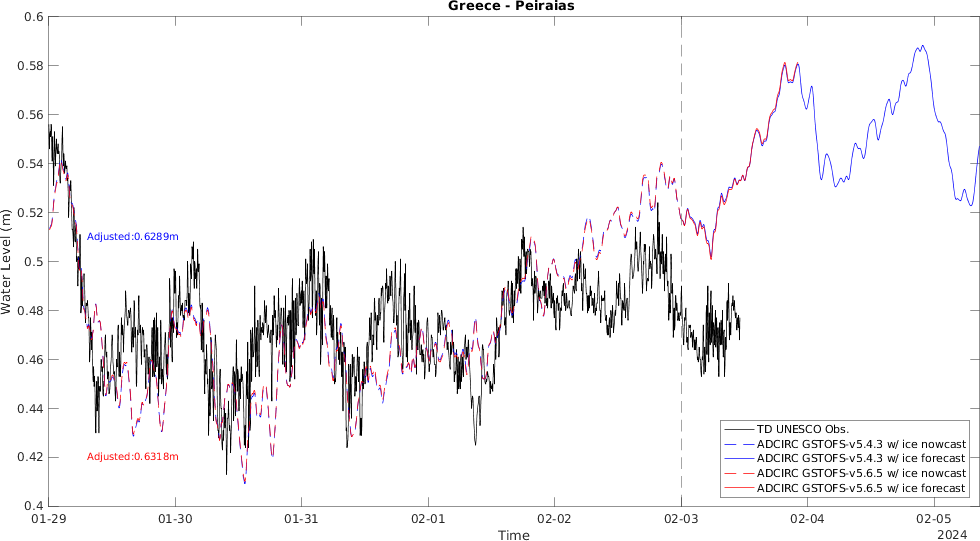 Greece - Peiraias
0.6
0.58
0.56
0.54
0.52
0.5
0.48
0.46
0.44
0.42
0.4
Water Level (m)
Adjusted:0.6289m
Adjusted:0.6318m
TD UNESCO Obs.
ADCIRC GSTOFS-v5.4.3 w/ ice nowcast
ADCIRC GSTOFS-v5.4.3 w/ ice forecast
ADCIRC GSTOFS-v5.6.5 w/ ice nowcast
ADCIRC GSTOFS-v5.6.5 w/ ice forecast
01-29 01-30 01-31 02-01 02-02 02-03 02-04 02-05
Time
2024